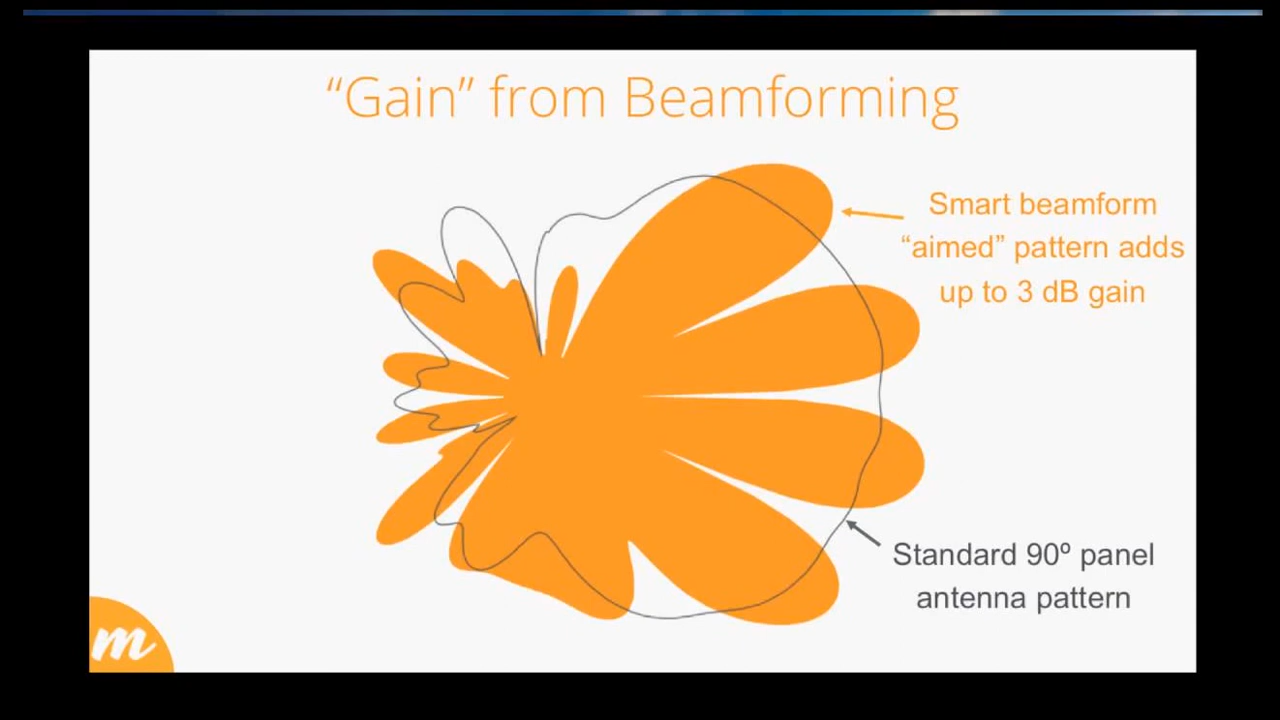 “Gain” from Beamforming
Smart beamform
“aimed” pattern adds
up to 3 dB gain
Standard 90º panel
antenna pattern
m